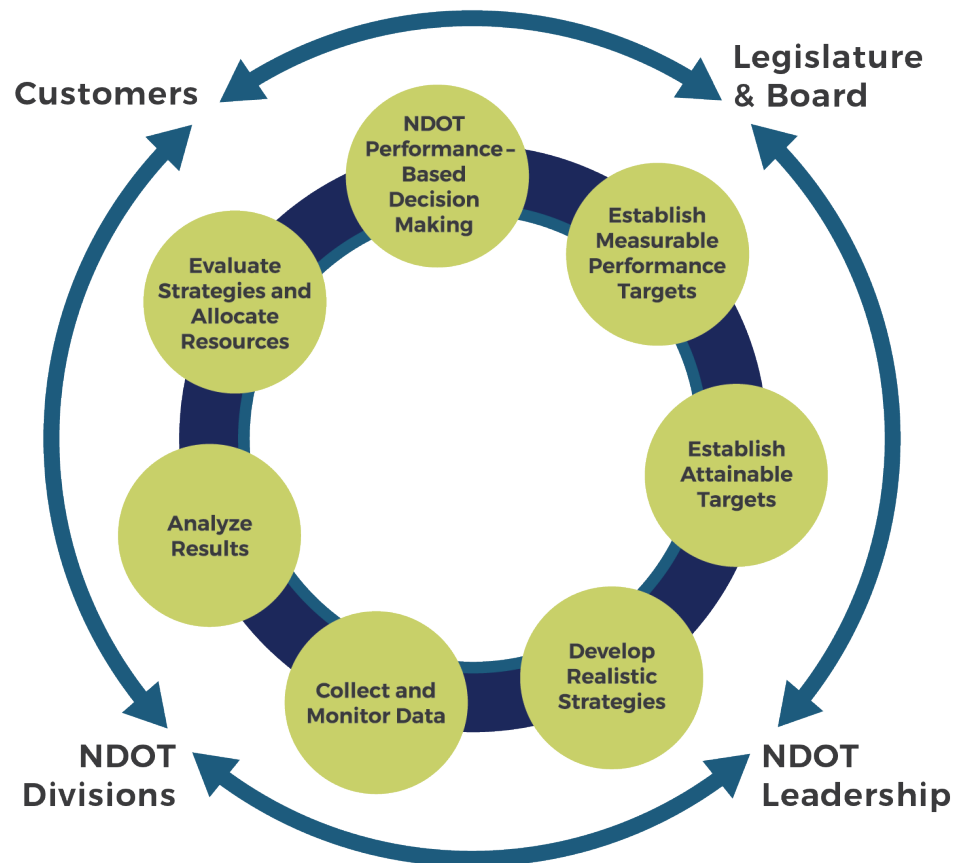 Customers
Legislature
& Board
NDOT
Performance–
Based
Decision
Making
Establish
Measurable
Performance
Targets
Establish
Attainable
Targets
Develop
Realistic
Strategies
Collect and
Monitor Data
Analyze
Results
Evaluate
Strategies and
Allocate
Resources
NDOT
Divisions
NDOT
Leadership